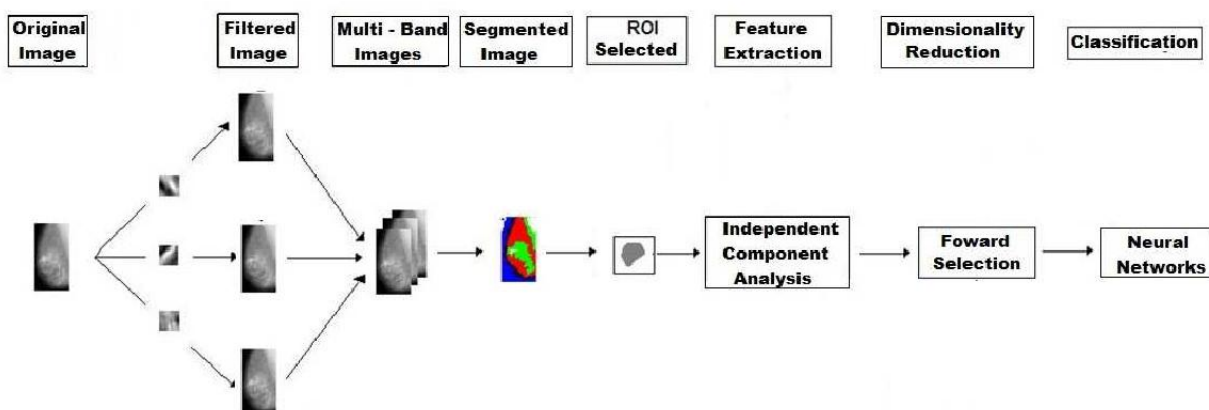 Original
Image
Filtered
Image
Multi - Band
Images
Segmented
Image
ROI
Selected
Feature
Extraction
Dimensionality
Reduction
Classification
Independent
Component
Analysis
Foward
Selection
Neural
Networks